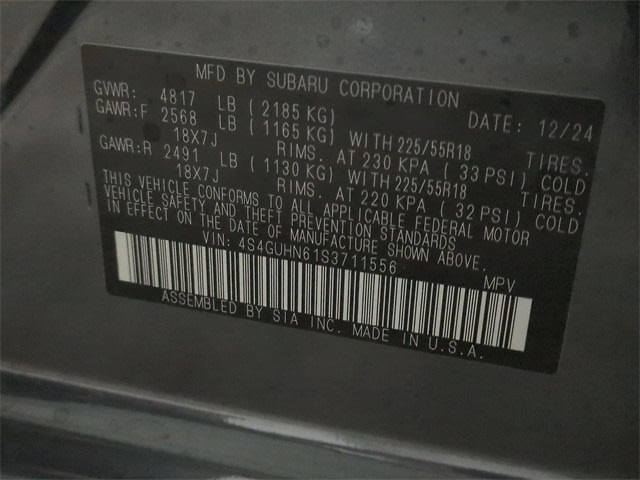 MFD BY SUBARU CORPORATION
GVWR: 4817 LB ( 2185 KG) DATE: 12/24
GAWR:F 2568 LB ( 1165 KG) WITH 225/55R18 TIRES.
18X7J RIMS. AT 230 KPA ( 33 PSI) COLD
GAWR:R 2491 LB ( 1130 KG) WITH 225/55R18 TIRES.
18X7J RIMS. AT 220 KPA ( 32 PSI) COLD
THIS VEHICLE CONFORMS TO ALL APPLICABLE FEDERAL MOTOR
VEHICLE SAFETY AND THEFT PREVENTION STANDARDS
IN EFFECT ON THE DATE OF MANUFACTURE SHOWN ABOVE.
VIN: 4S4GUHN61S3711556 MPV
ASSEMBLED BY SIA INC. MADE IN U.S.A.